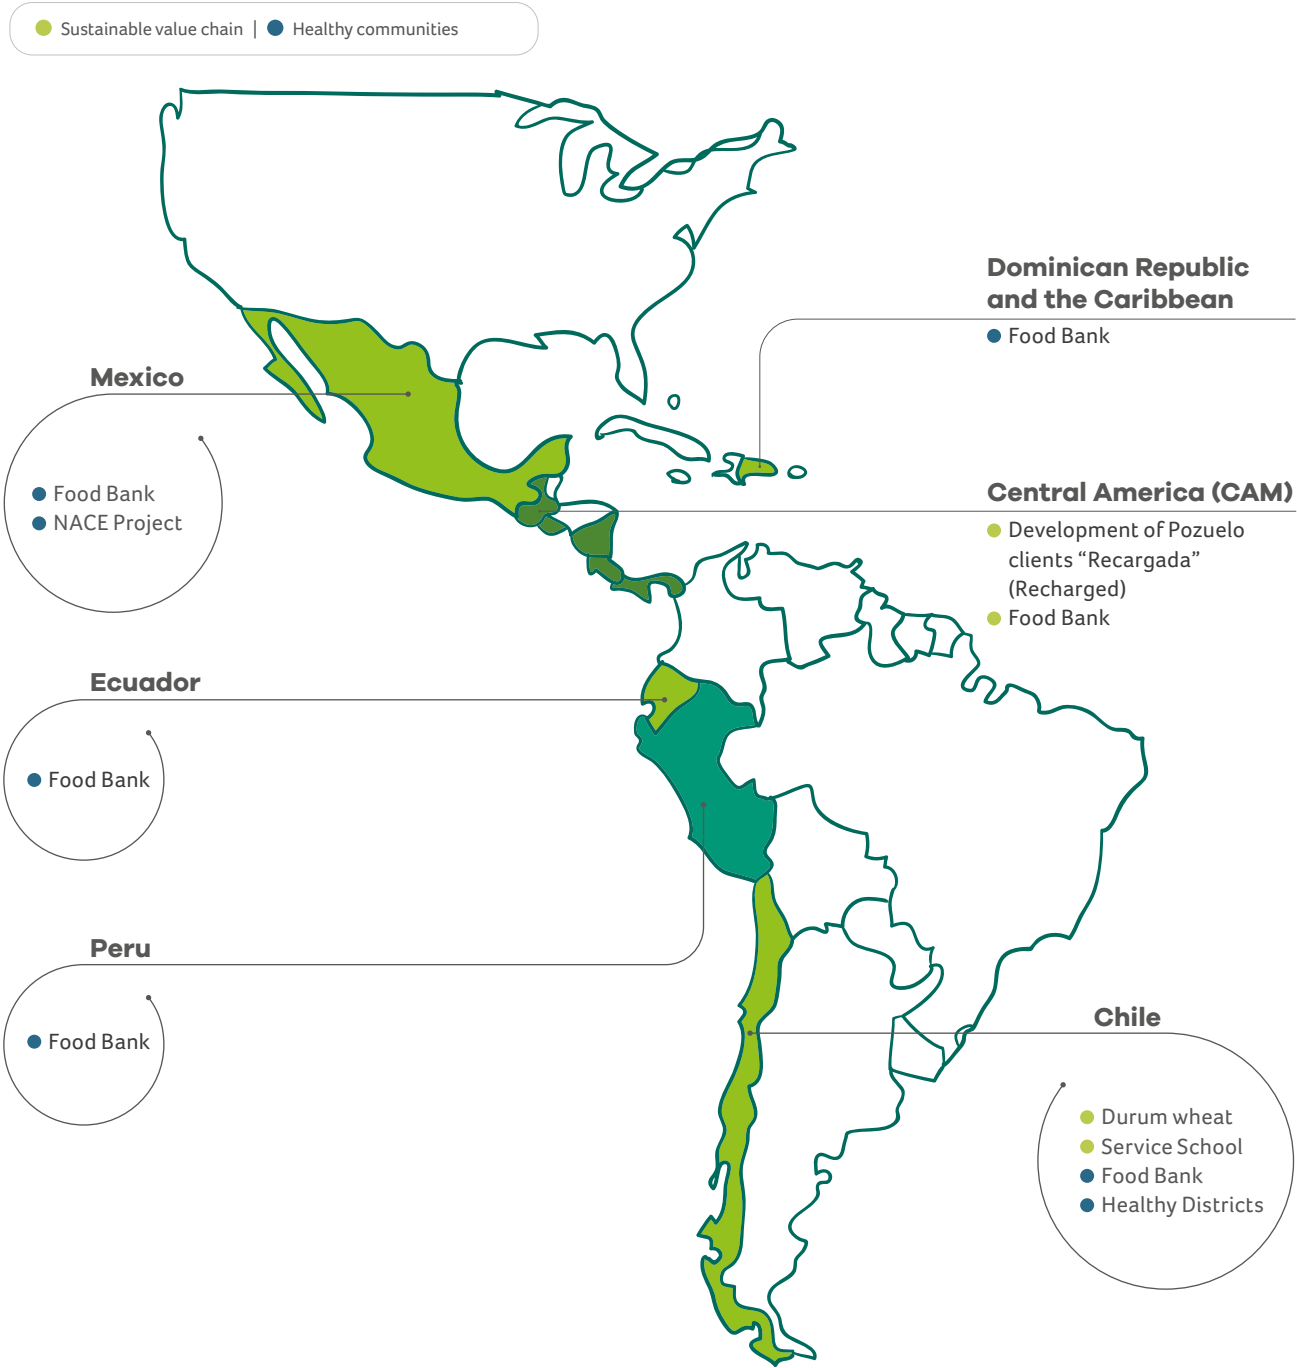 Sustainable value chain | Healthy communities
Dominican Republic
and the Caribbean
Food Bank
Mexico
Food Bank
NACE Project
Central America (CAM)
Development of Pozuelo
clients “Recargada”
(Recharged)
Food Bank
Ecuador
Food Bank
Peru
Food Bank
Chile
Durum wheat
Service School
Food Bank
Healthy Districts